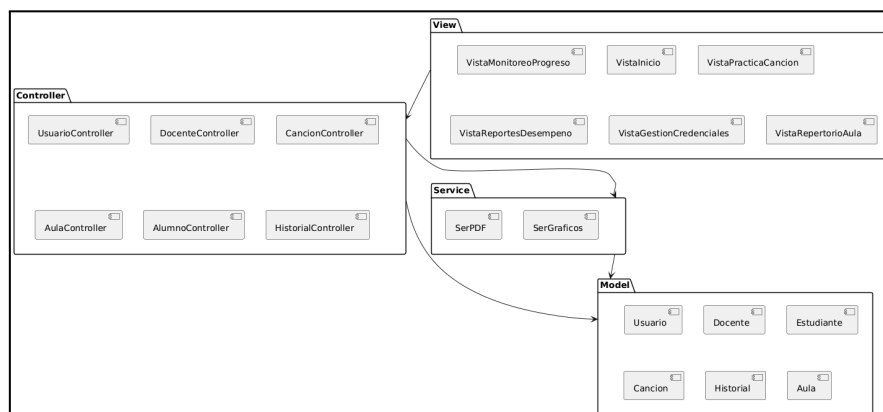 View
VistaMonitoreoProgreso
VistaInicio
VistaPracticaCancion
VistaReportesDesempeno
VistaGestionCredenciales
VistaRepertorioAula
Controller
UsuarioController
DocenteController
CancionController
AulaController
AlumnoController
HistorialController
Service
SerPDF
SerGraficos
Model
Usuario
Docente
Estudiante
Cancion
Historial
Aula